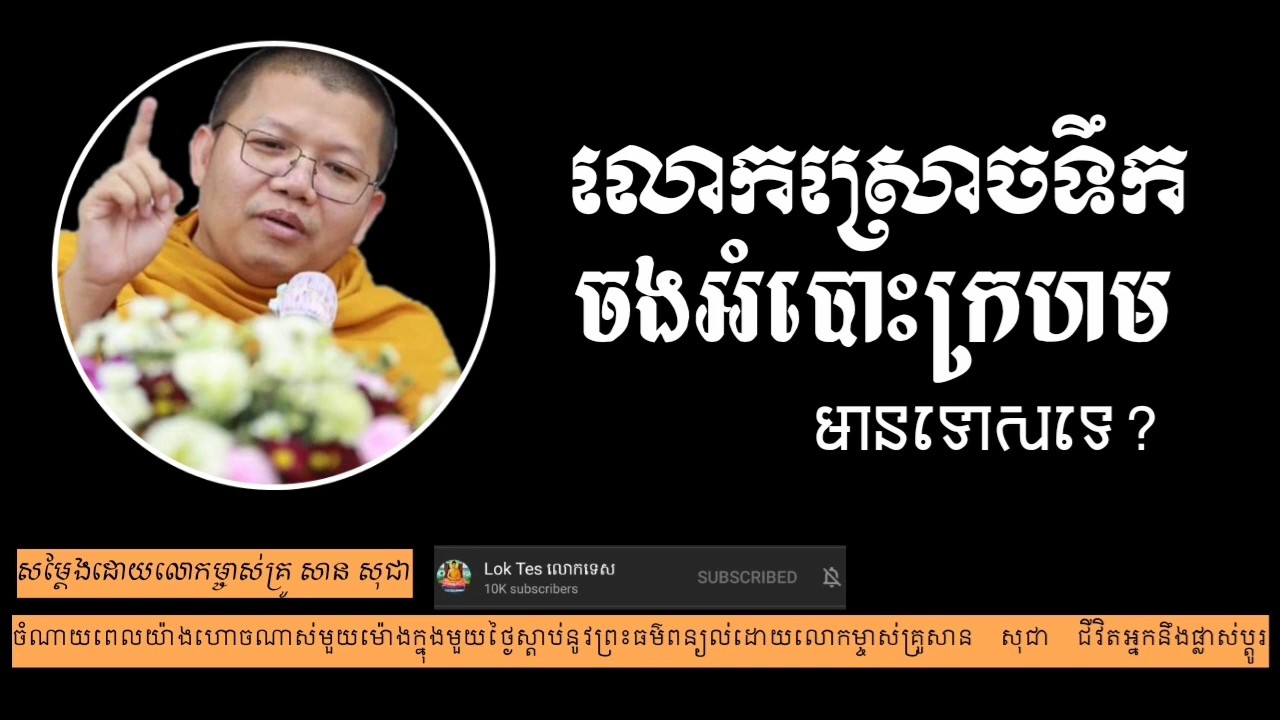 លោកស្រោចទឹក
ចងអំបោះក្រហម
មានទោសទេ?
សម្តែងដោយលោកម្ចាស់គ្រូ សាន សុជា
Lok Tes លោកទេស
10K subscribers
SUBSCRIBED
ចំណាយពេលយ៉ាងហោចណាស់មួយម៉ោងក្នុងមួយថ្ងៃស្តាប់នូវព្រះធម៌ពន្យល់ដោយលោកម្ចាស់គ្រូសាន សុជា ជីវិតអ្នកនឹងផ្លាស់ប្តូរ